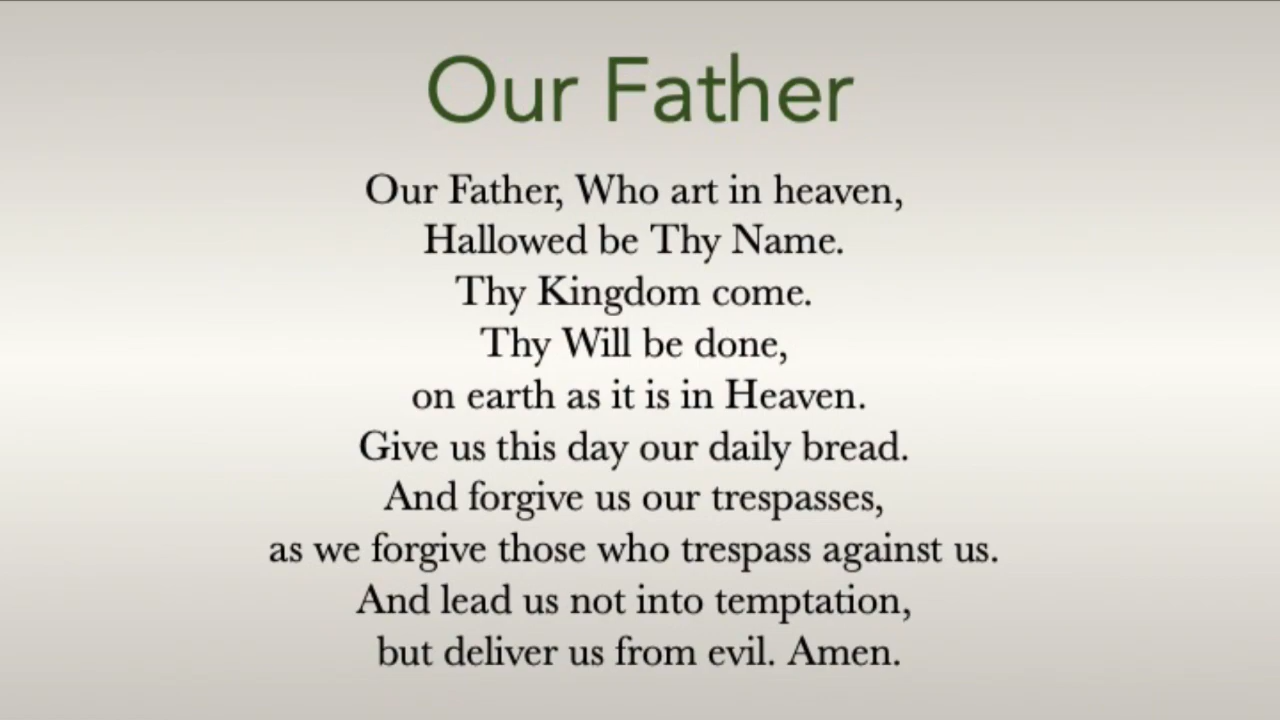 Our Father
Our Father, Who art in heaven,
Hallowed be Thy Name.
Thy Kingdom come.
Thy Will be done,
on earth as it is in Heaven.
Give us this day our daily bread.
And forgive us our trespasses,
as we forgive those who trespass against us.
And lead us not into temptation,
but deliver us from evil. Amen.